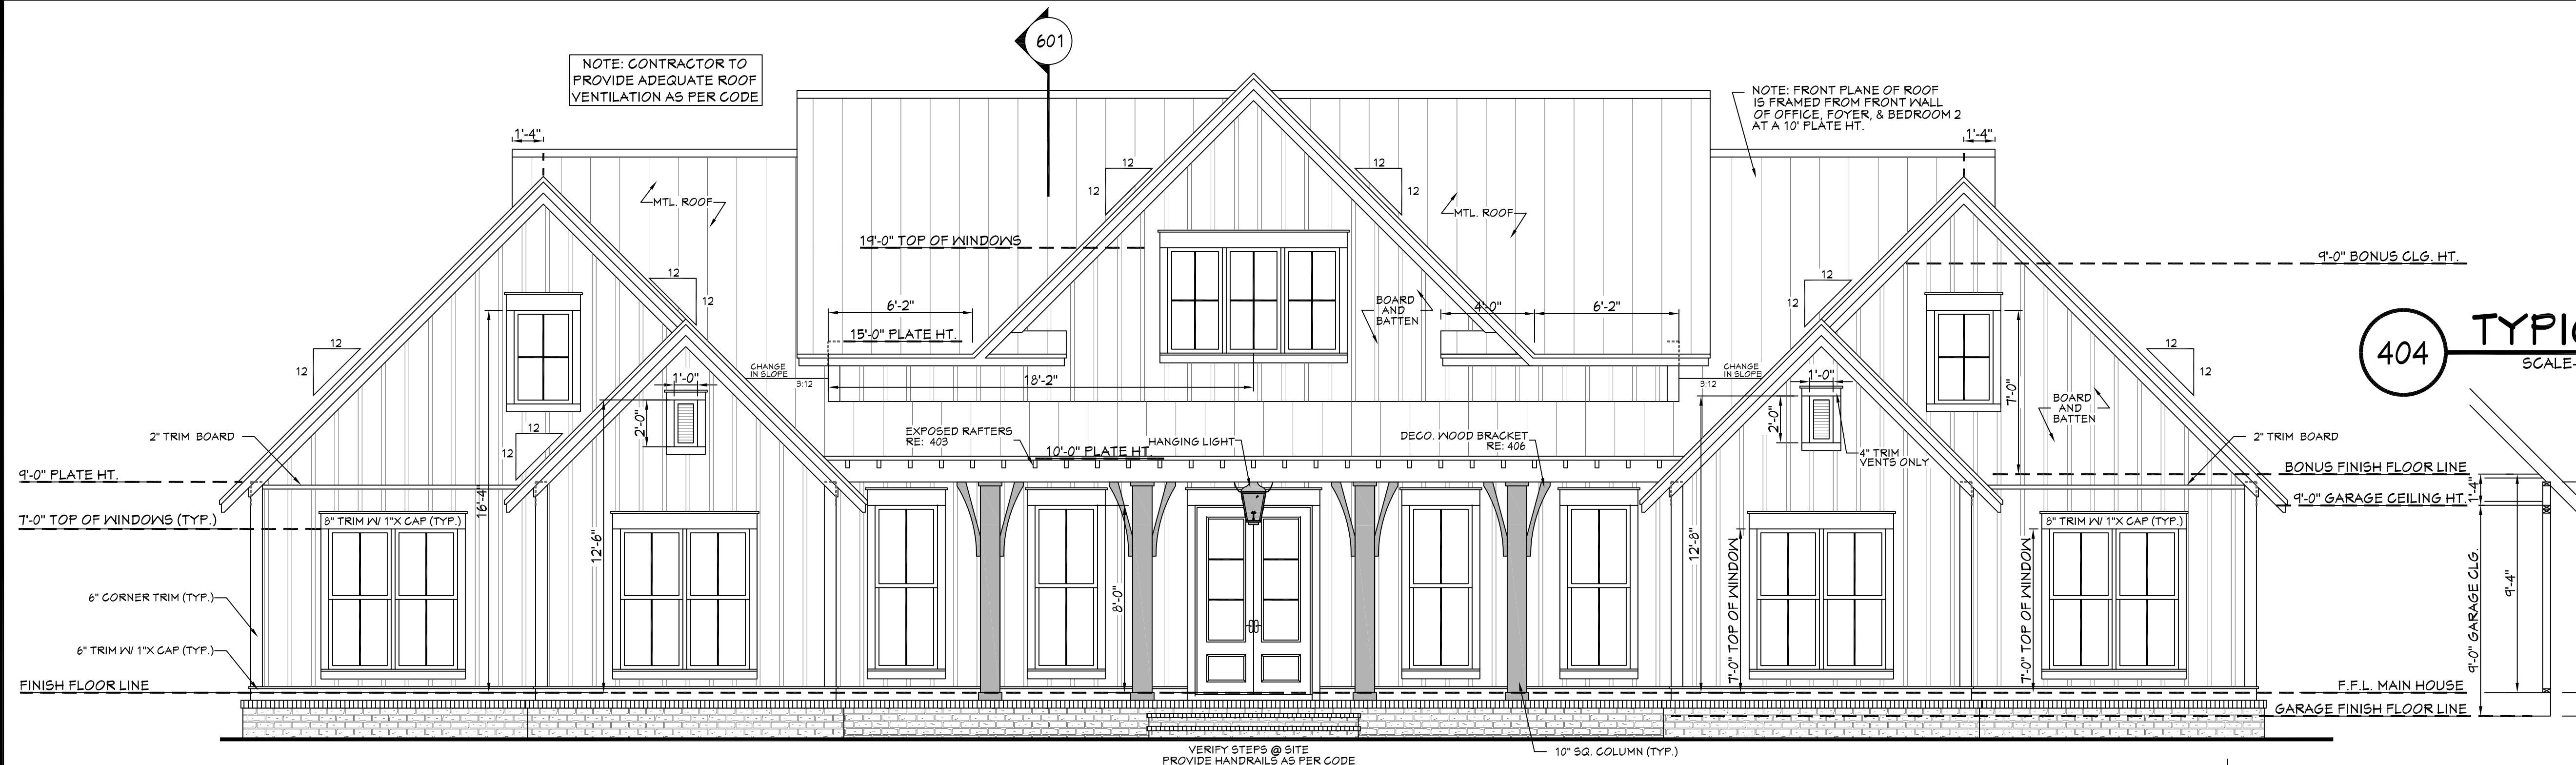 601
NOTE: CONTRACTOR TO
PROVIDE ADEQUATE ROOF
VENTILATION AS PER CODE
NOTE: FRONT PLANE OF ROOF
IS FRAMED FROM FRONT WALL
OF OFFICE, FOYER, & BEDROOM 2
AT A 10' PLATE HT.
1'-4"
1'-4"
12
12
12
12
MTL. ROOF
MTL. ROOF
19'-0" TOP OF WINDOWS
9'-0" BONUS CLG. HT.
12
12
12
12
6'-2"
BOARD
AND
BATTEN
4'-0"
6'-2"
15'-0" PLATE HT.
404
TYPI
SCALE-
12
12
12
12
CHANGE
IN SLOPE
3:12
18'-2"
CHANGE
IN SLOPE
3:12
1'-0"
1'-0"
7'-0"
2'-0"
2'-0"
BOARD
AND
BATTEN
12
12
2" TRIM BOARD
EXPOSED RAFTERS
RE: 403
HANGING LIGHT
DECO. WOOD BRACKET
RE: 406
2" TRIM BOARD
10'-0" PLATE HT.
4" TRIM
VENTS ONLY
9'-0" PLATE HT.
BONUS FINISH FLOOR LINE
1'-4"
9'-0" GARAGE CEILING HT.
16'-4"
7'-0" TOP OF WINDOWS (TYP.)
8" TRIM W/ 1"X CAP (TYP.)
8" TRIM W/ 1"X CAP (TYP.)
12'-6"
12'-8"
8'-0"
7'-0" TOP OF WINDOW
7'-0" TOP OF WINDOW
9'-0" GARAGE CLG.
9'-4"
6" CORNER TRIM (TYP.)
6" TRIM W/ 1"X CAP (TYP.)
FINISH FLOOR LINE
F.F.L. MAIN HOUSE
GARAGE FINISH FLOOR LINE
VERIFY STEPS @ SITE
PROVIDE HANDRAILS AS PER CODE
10" SQ. COLUMN (TYP.)